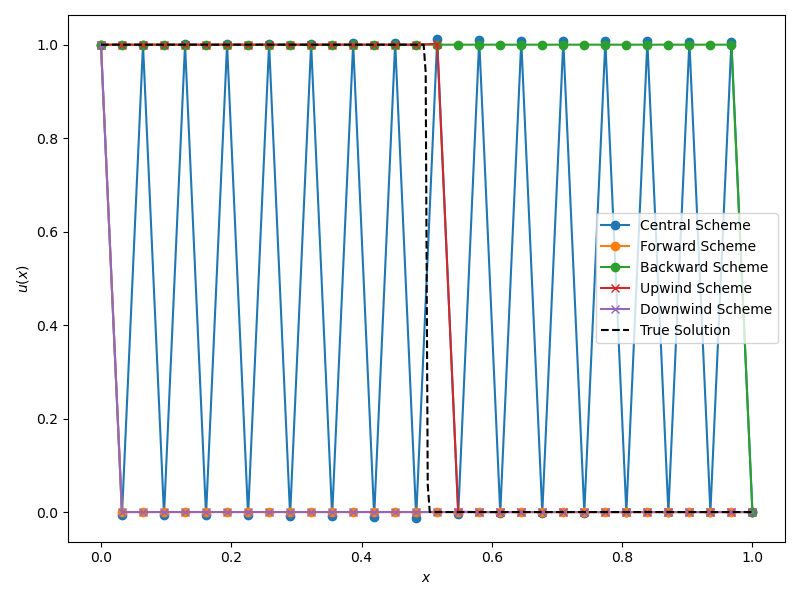 1.0
0.8
0.6
0.4
0.2
0.0
u(x)
Central Scheme
Forward Scheme
Backward Scheme
Upwind Scheme
Downwind Scheme
True Solution
0.0 0.2 0.4 0.6 0.8 1.0
x